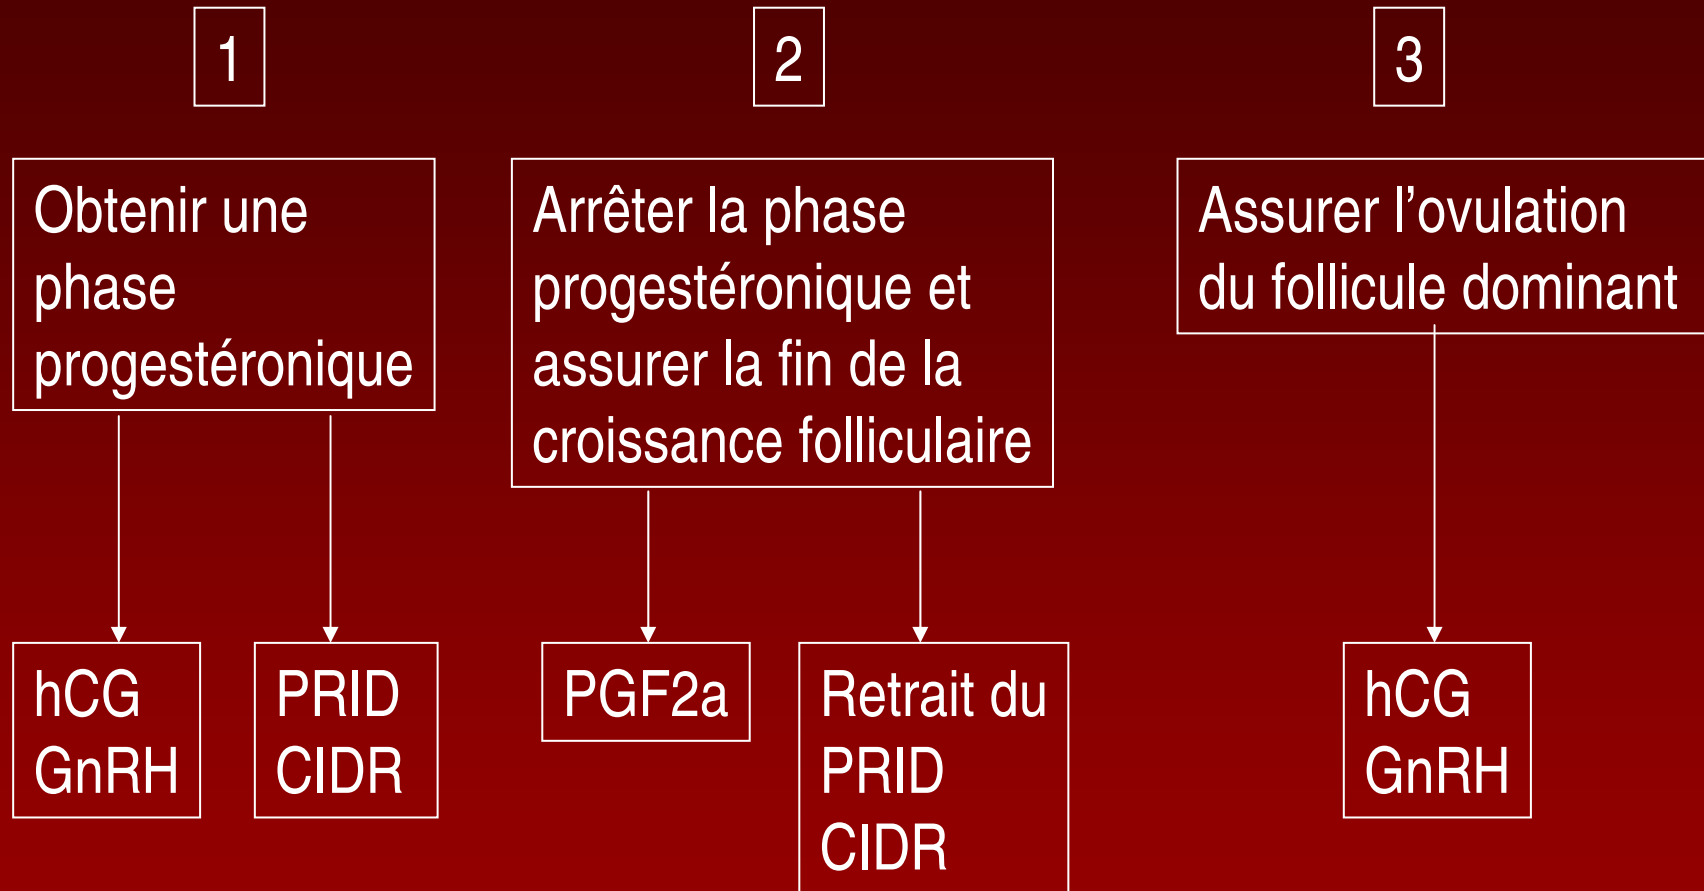 1
2
3
Obtenir une
phase
progestéronique
Arrêter la phase
progestéronique et
assurer la fin de la
croissance folliculaire
Assurer l’ovulation
du follicule dominant
hCG
GnRH
PRID
CIDR
PGF2a
Retrait du
PRID
CIDR
hCG
GnRH